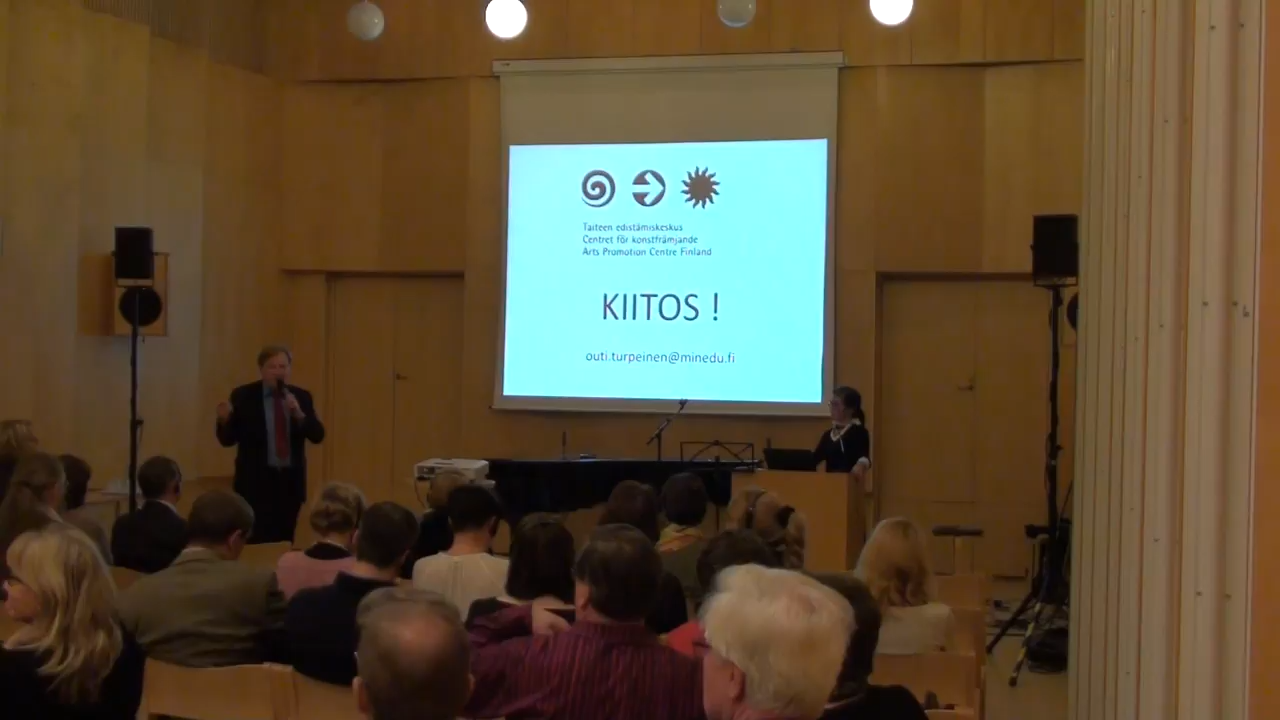 Taiteen edistämiskeskus
Centret för konstfrämjande
Arts Promotion Centre Finland
KIITOS !
outi.turpeinen@minedu.fi